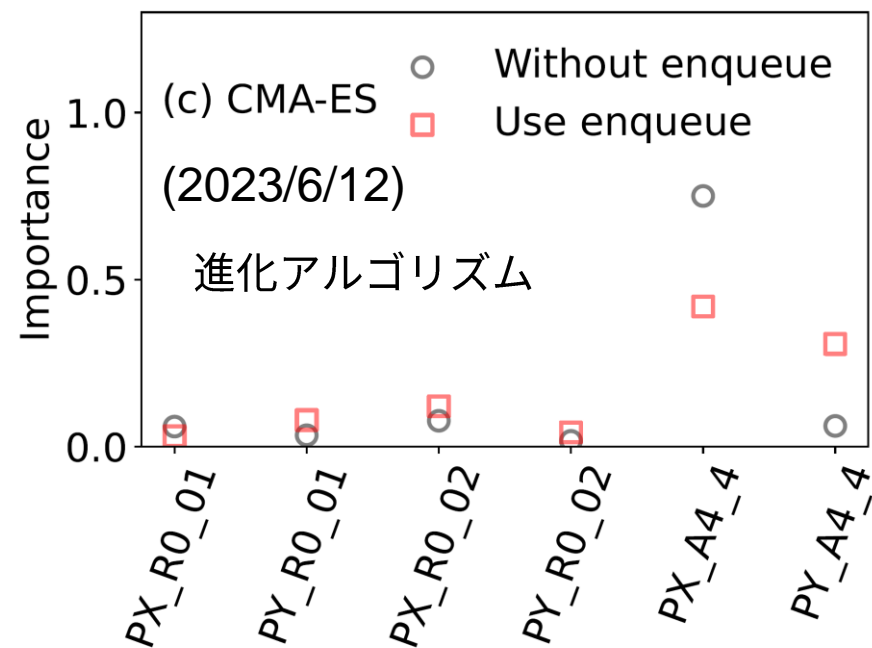 Without enqueue
(c) CMA-ES
Use enqueue
(2023/6/12)
進化アルゴリズム
Importance
1.0
0.5
0.0
PX_R0_01
PY_R0_01
PX_R0_02
PY_R0_02
PX_A4_4
PY_A4_4